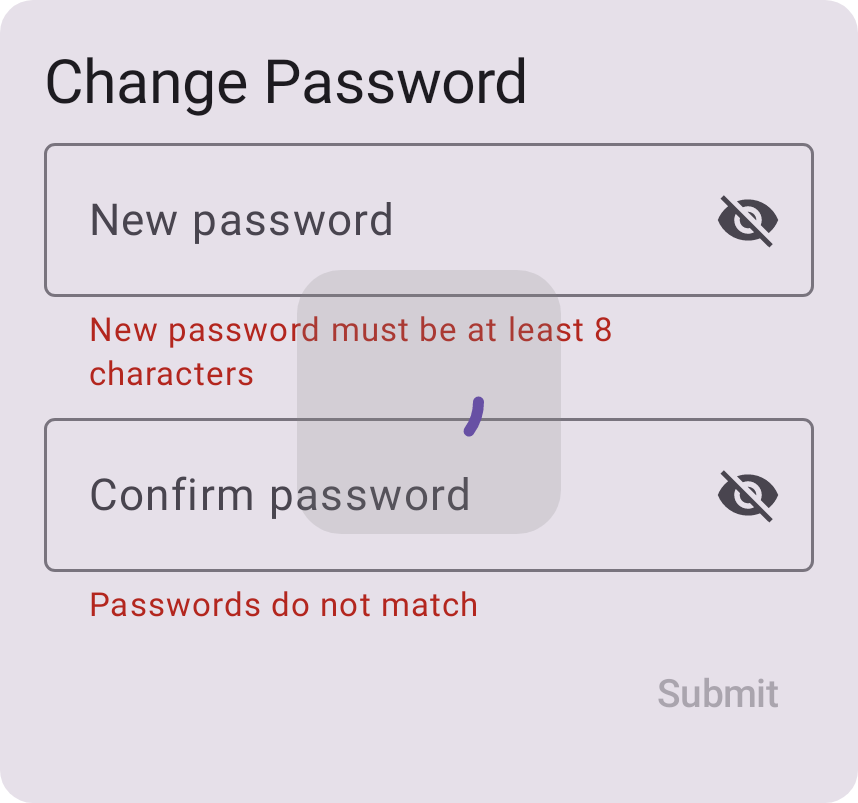 Change Password
New password
New password must be at least 8
characters
Confirm password
Passwords do not match
Submit